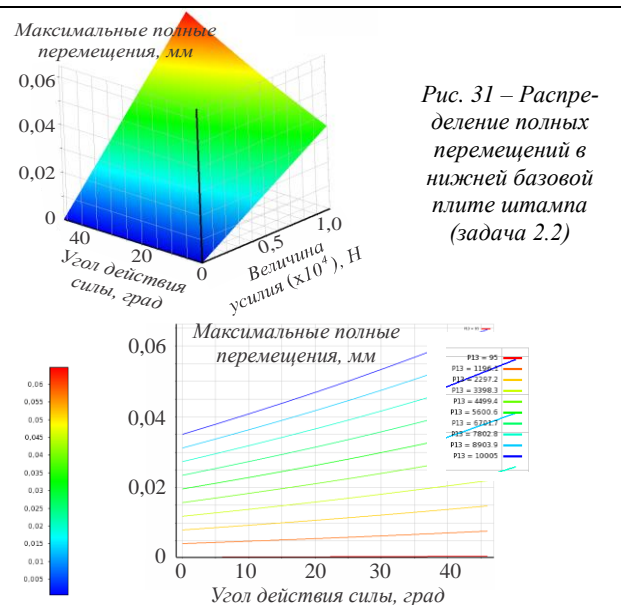 Максимальные полные
перемещения, мм
0,06
0,04
0,02
0
40
20
0
0,5
1,0
Угол действия
силы, град
Величина
усилия (x10⁴), Н
Рис. 31 – Распре-
деление полных
перемещений в
нижней базовой
плите штампа
(задача 2.2)
Максимальные полные
перемещения, мм
0,06
0,04
0,02
0
0 10 20 30 40
Угол действия силы, град
P13 = 95
P13 = 1196.1
P13 = 2297.2
P13 = 3398.3
P13 = 4499.4
P13 = 5600.6
P13 = 6701.7
P13 = 7802.8
P13 = 8903.9
P13 = 10005
0.06
0,055
0.05
0,045
0.04
0,035
0.03
0,025
0.02
0,015
0.01
0.005